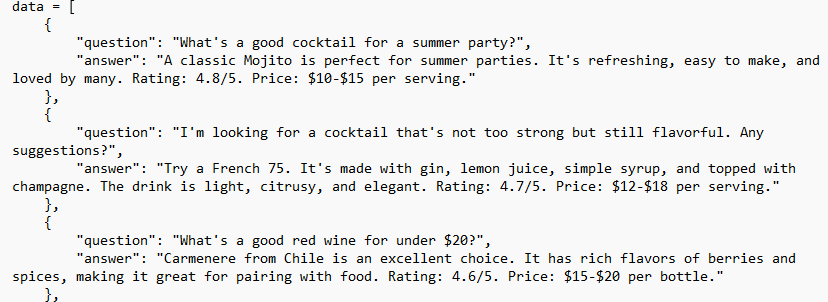 data = [
    {
        "question": "What's a good cocktail for a summer party?",
        "answer": "A classic Mojito is perfect for summer parties. It's refreshing, easy to make, and
loved by many. Rating: 4.8/5. Price: $10-$15 per serving."
    },
    {
        "question": "I'm looking for a cocktail that's not too strong but still flavorful. Any
suggestions?",
        "answer": "Try a French 75. It's made with gin, lemon juice, simple syrup, and topped with
champagne. The drink is light, citrusy, and elegant. Rating: 4.7/5. Price: $12-$18 per serving."
    },
    {
        "question": "What's a good red wine for under $20?",
        "answer": "Carmenere from Chile is an excellent choice. It has rich flavors of berries and
spices, making it great for pairing with food. Rating: 4.6/5. Price: $15-$20 per bottle."
    },